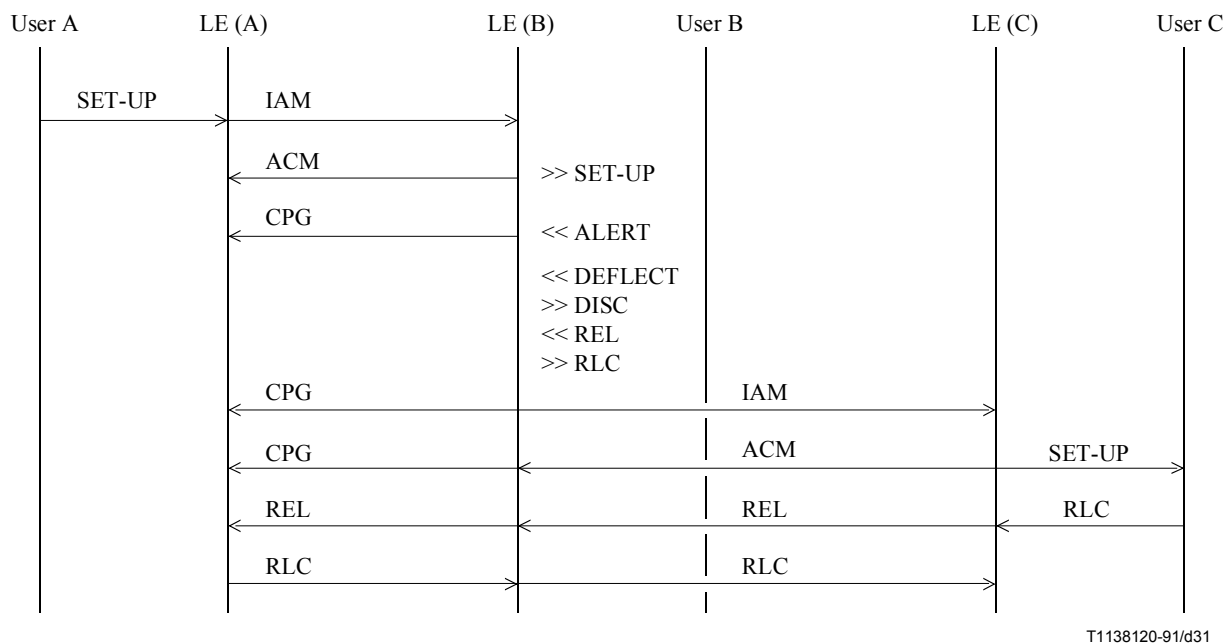 User A LE (A) LE (B) User B LE (C) User C
SET-UP IAM
ACM >> SET-UP
CPG << ALERT
<< DEFLECT
>> DISC
<< REL
>> RLC
CPG IAM
CPG ACM SET-UP
REL REL RLC
RLC RLC
T1138120-91/d31